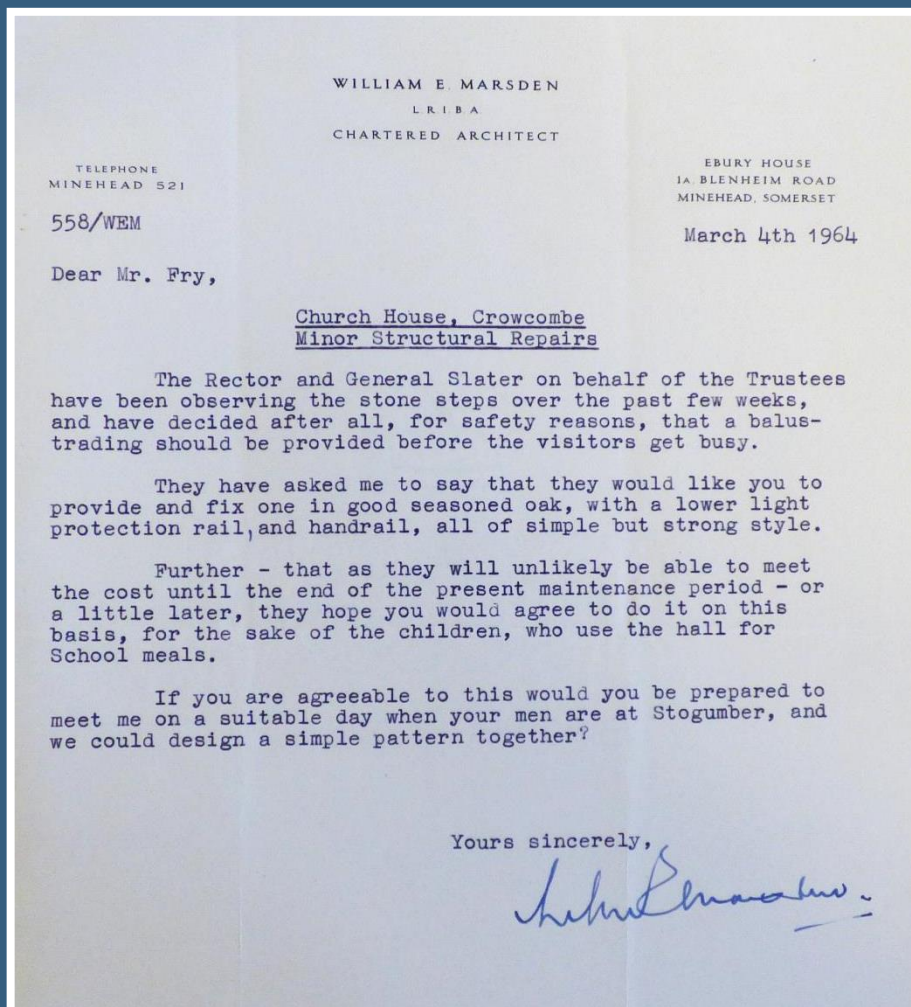 WILLIAM E. MARSDEN
L.R.I.B.A.
CHARTERED ARCHITECT
TELEPHONE
MINEHEAD 521
EBURY HOUSE
1A. BLENHEIM ROAD
MINEHEAD, SOMERSET
558/WEM
March 4th 1964
Dear Mr. Fry,
Church House, Crowcombe
Minor Structural Repairs
The Rector and General Slater on behalf of the Trustees
have been observing the stone steps over the past few weeks,
and have decided after all, for safety reasons, that a balus-
trading should be provided before the visitors get busy.
They have asked me to say that they would like you to
provide and fix one in good seasoned oak, with a lower light
protection rail, and handrail, all of simple but strong style.
Further - that as they will unlikely be able to meet
the cost until the end of the present maintenance period - or
a little later, they hope you would agree to do it on this
basis, for the sake of the children, who use the hall for
School meals.
If you are agreeable to this would you be prepared to
meet me on a suitable day when your men are at Stogumber, and
we could design a simple pattern together?
Yours sincerely,